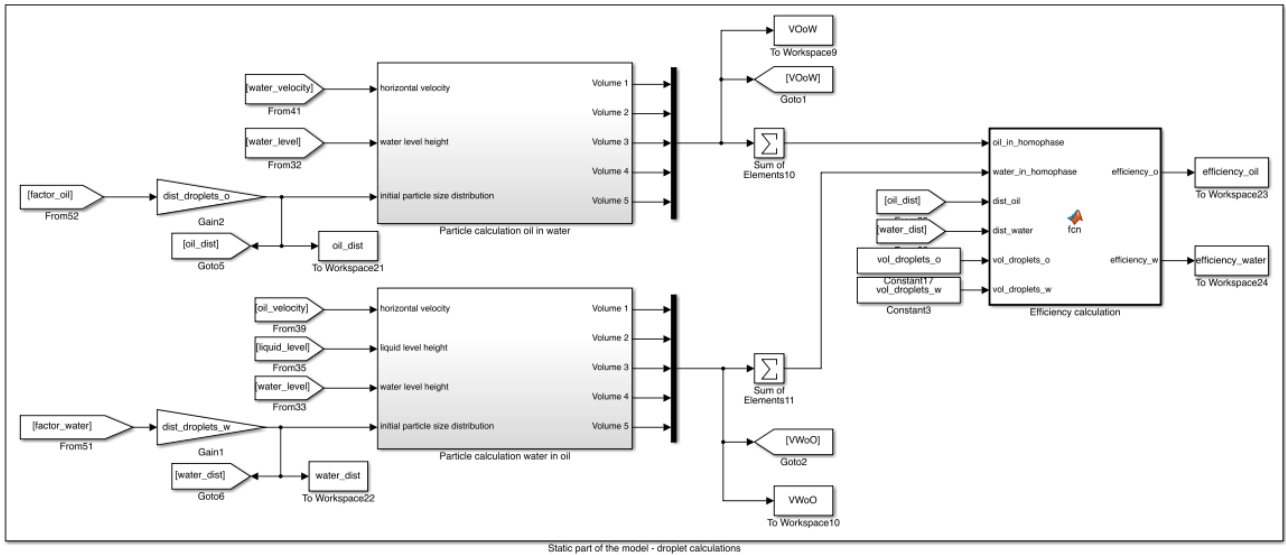 VOoW
To Workspace9
[VOoW]
Goto1
[water_velocity]
From41
[water_level]
From32
[factor_oil]
From52
dist_droplets_o
Gain2
[oil_dist]
Goto5
oil_dist
To Workspace21
horizontal velocity
water level height
initial particle size distribution
Volume 1
Volume 2
Volume 3
Volume 4
Volume 5
Particle calculation oil in water
Σ
Sum of
Elements10
oil_in_homophase
water_in_homophase
dist_oil
dist_water
vol_droplets_o
vol_droplets_w
fcn
efficiency_o
efficiency_w
Efficiency calculation
[oil_dist]
[water_dist]
vol_droplets_o
Constant17
vol_droplets_w
Constant3
efficiency_oil
To Workspace23
efficiency_water
To Workspace24
[oil_velocity]
From39
[liquid_level]
From35
[water_level]
From33
[factor_water]
From51
dist_droplets_w
Gain1
[water_dist]
Goto6
water_dist
To Workspace22
horizontal velocity
liquid level height
water level height
initial particle size distribution
Volume 1
Volume 2
Volume 3
Volume 4
Volume 5
Particle calculation water in oil
Σ
Sum of
Elements11
[VWoO]
Goto2
VWoO
To Workspace10
Static part of the model - droplet calculations